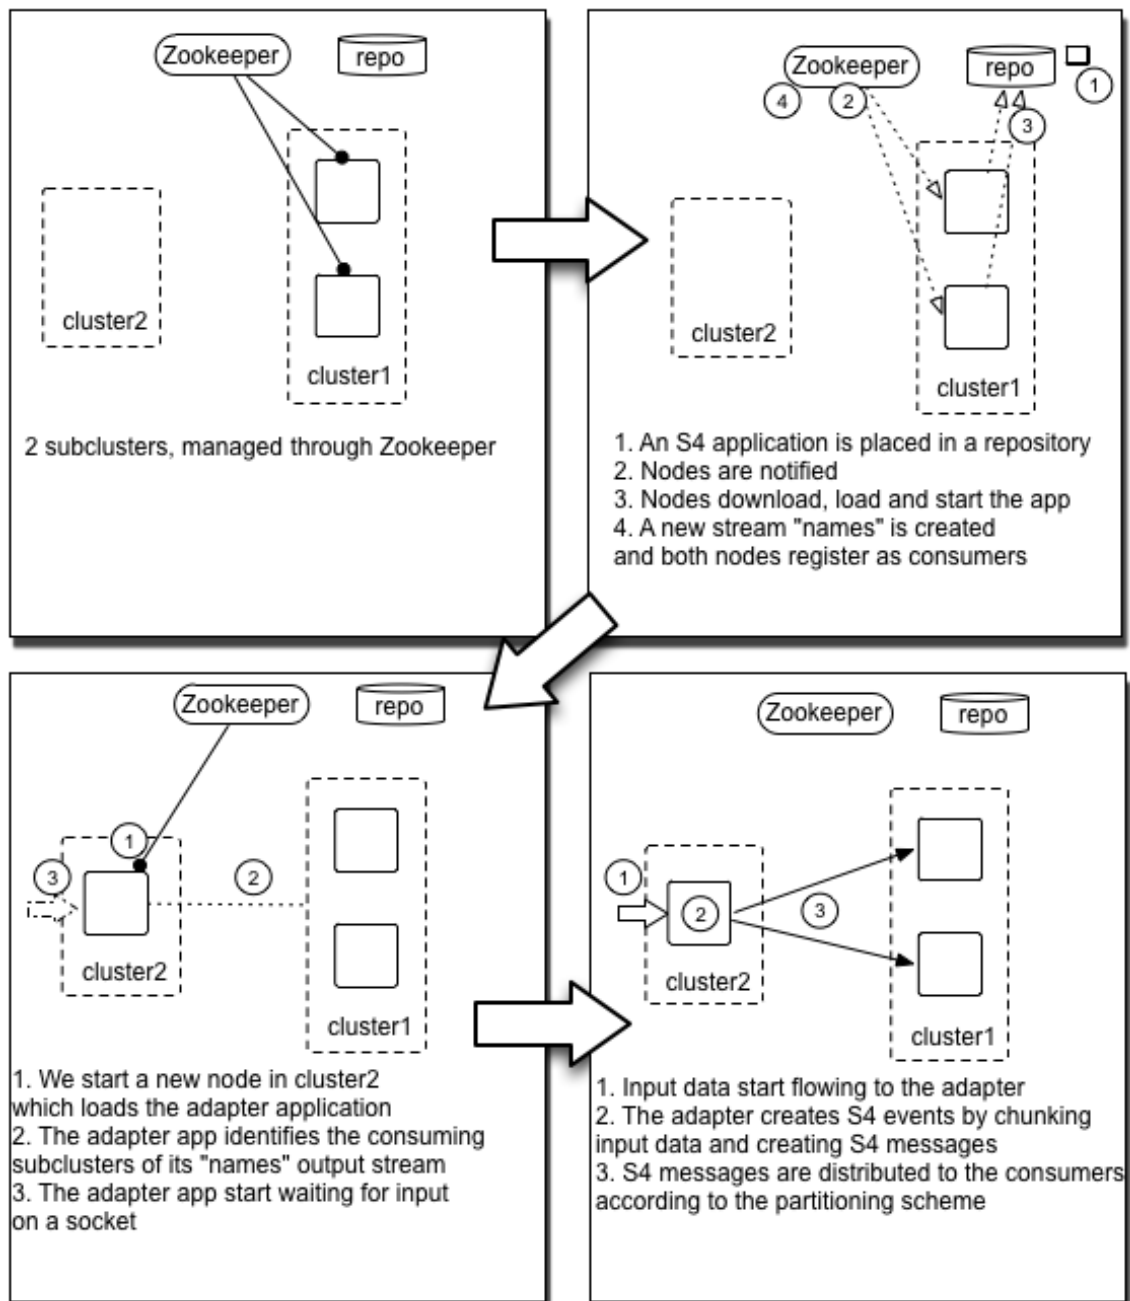 Zookeeper
repo
cluster2
cluster1
2 subclusters, managed through Zookeeper
Zookeeper
repo
4
2
1
3
cluster2
cluster1
1. An S4 application is placed in a repository
2. Nodes are notified
3. Nodes download, load and start the app
4. A new stream "names" is created
and both nodes register as consumers
Zookeeper
repo
1
3
2
cluster2
cluster1
1. We start a new node in cluster2
which loads the adapter application
2. The adapter app identifies the consuming
subclusters of its "names" output stream
3. The adapter app start waiting for input
on a socket
Zookeeper
repo
1
2
3
cluster2
cluster1
1. Input data start flowing to the adapter
2. The adapter creates S4 events by chunking
input data and creating S4 messages
3. S4 messages are distributed to the consumers
according to the partitioning scheme